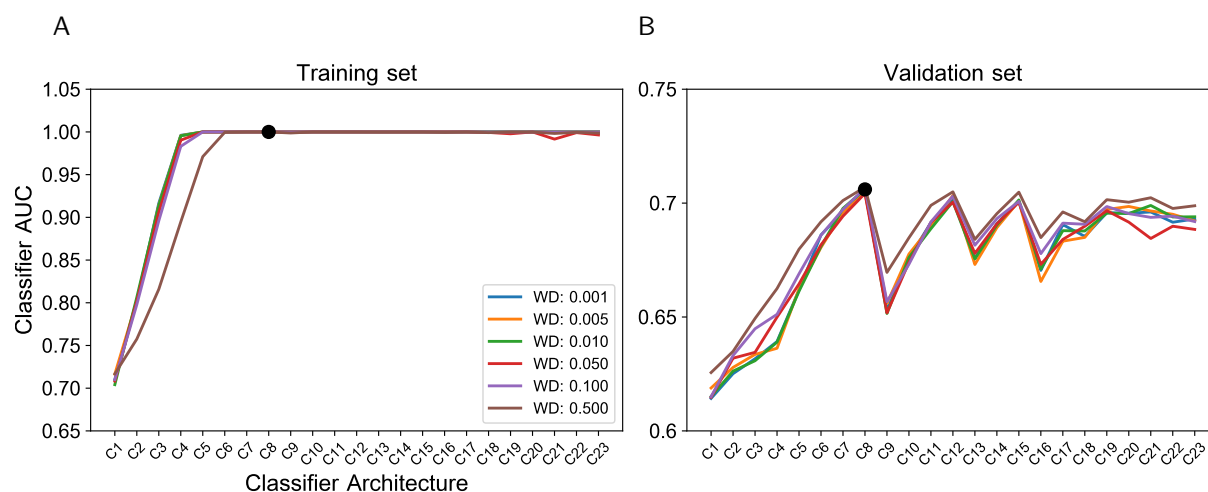 A
B
Training set
Validation set
Classifier AUC
1.05
1.00
0.95
0.90
0.85
0.80
0.75
0.70
0.65
WD: 0.001
WD: 0.005
WD: 0.010
WD: 0.050
WD: 0.100
WD: 0.500
C1 C2 C3 C4 C5 C6 C7 C8 C9 C10 C11 C12 C13 C14 C15 C16 C17 C18 C19 C20 C21 C22 C23
Classifier Architecture
0.75
0.7
0.65
0.6
C1 C2 C3 C4 C5 C6 C7 C8 C9 C10 C11 C12 C13 C14 C15 C16 C17 C18 C19 C20 C21 C22 C23